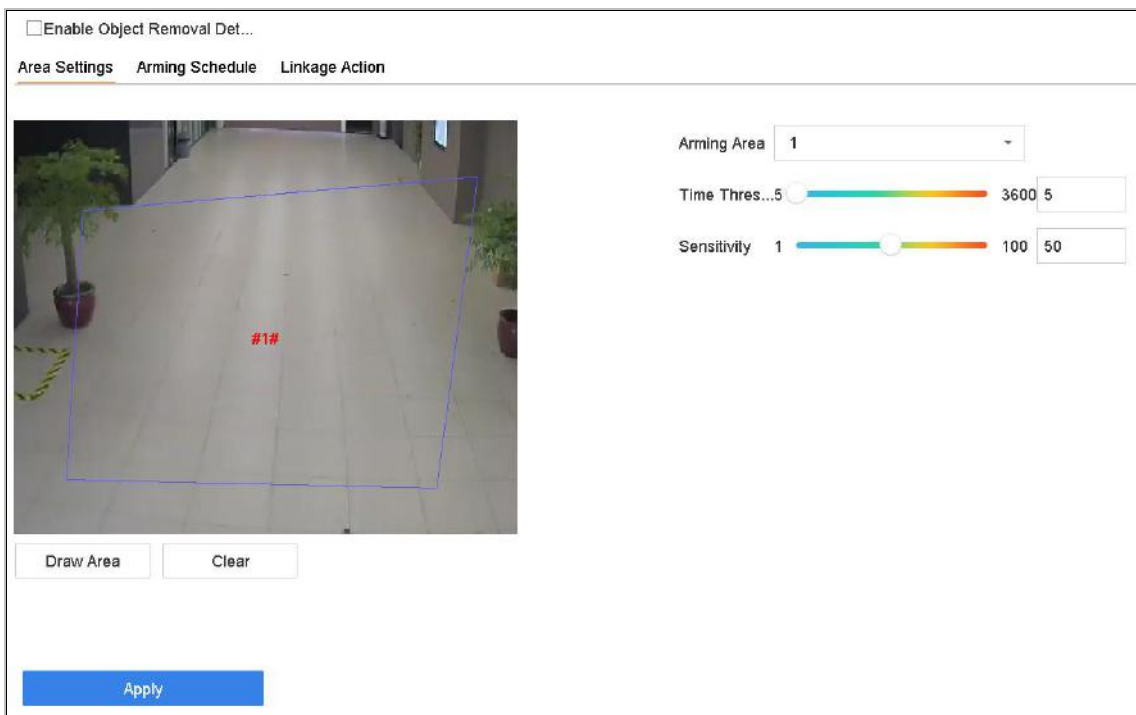 Enable Object Removal Det...
Area Settings Arming Schedule Linkage Action
Arming Area 1
Time Thres...5 3600 5
Sensitivity 1 100 50
#1#
Draw Area Clear
Apply